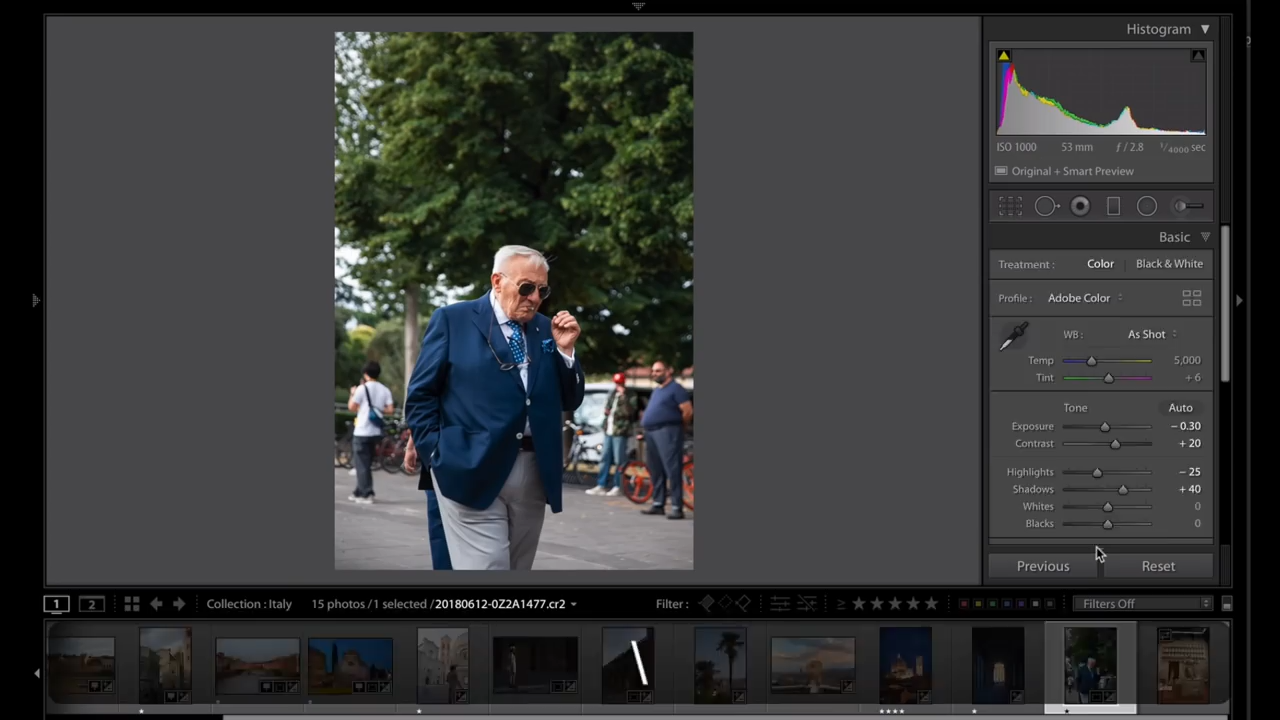 Histogram
ISO 1000 53 mm ƒ / 2.8 1/4000 sec
Original + Smart Preview
Basic
Treatment : Color Black & White
Profile : Adobe Color
WB : As Shot
Temp 5,000
Tint + 6
Tone Auto
Exposure − 0.30
Contrast + 20
Highlights − 25
Shadows + 40
Whites 0
Blacks 0
Previous Reset
1 2 Collection : Italy 15 photos / 1 selected / 20180612-0Z2A1477.cr2 Filter : ≥ ★★★★★ Filters Off